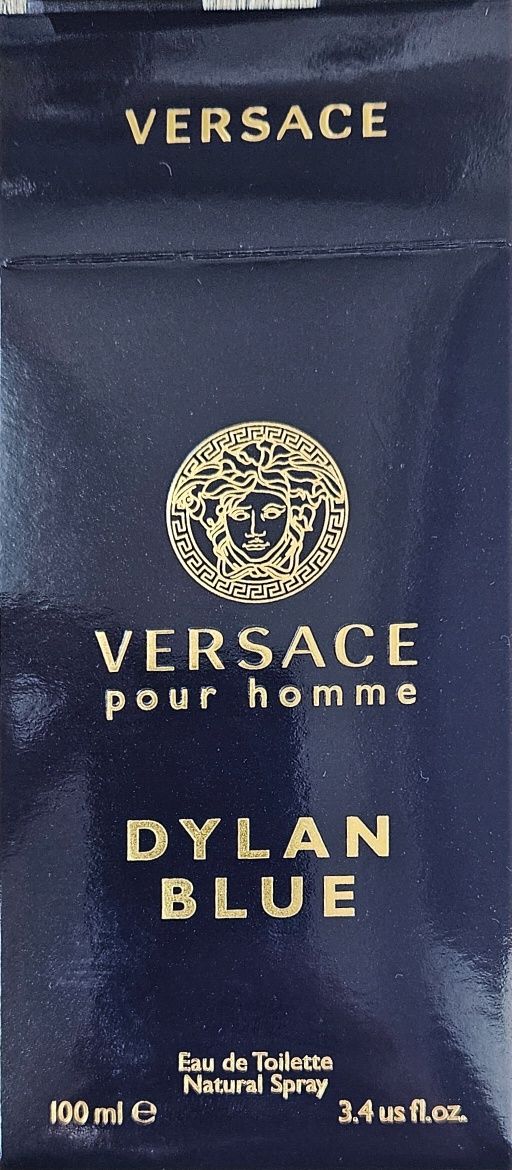 VERSACE
VERSACE
pour homme
DYLAN
BLUE
Eau de Toilette
Natural Spray
100 ml ℮ 3.4 us fl.oz.